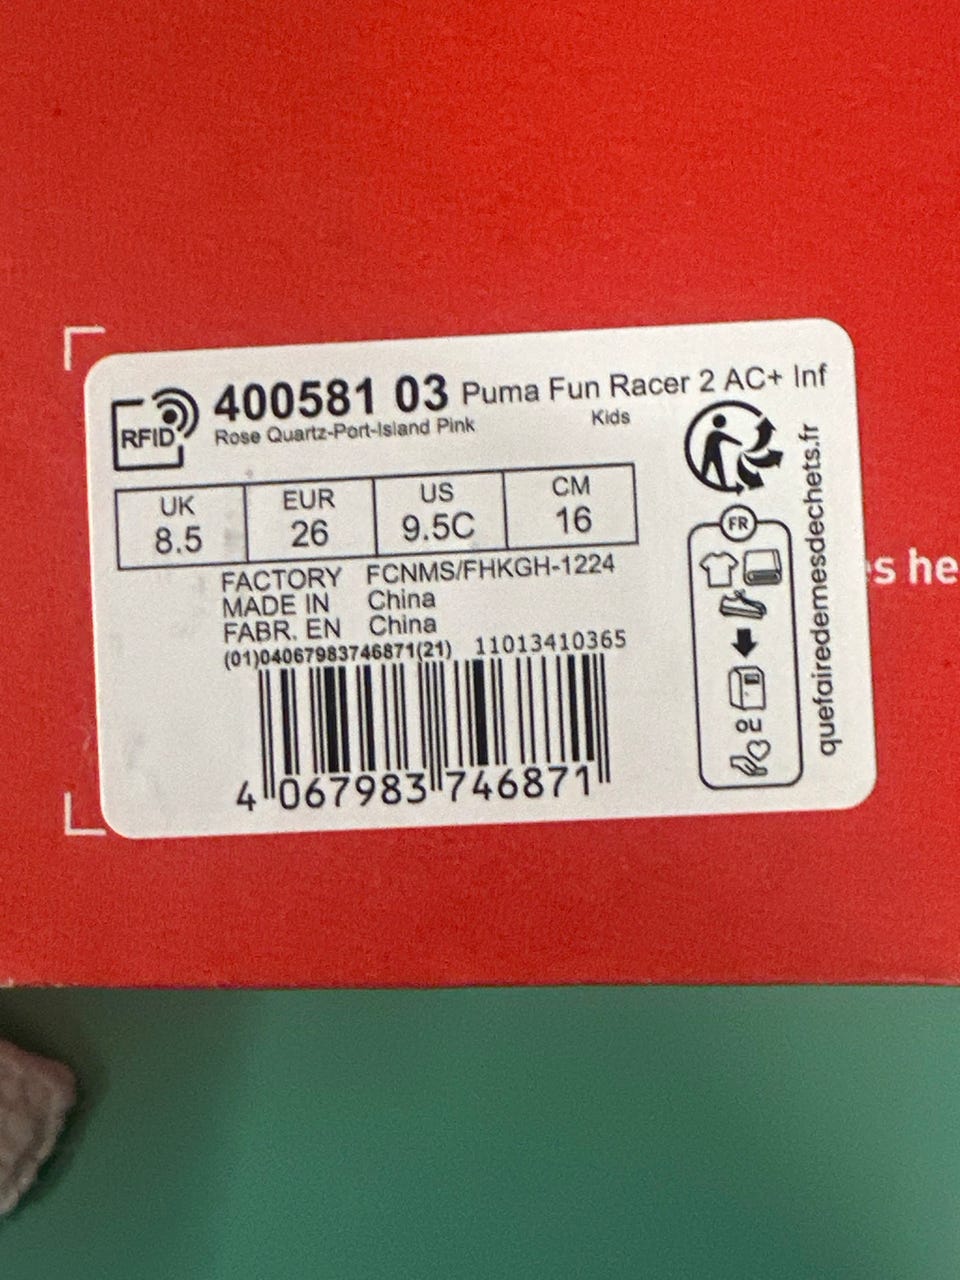 RFID
400581 03 Puma Fun Racer 2 AC+ Inf
Rose Quartz-Port-Island Pink Kids
UK EUR US CM
8.5 26 9.5C 16
FACTORY FCNMS/FHKGH-1224
MADE IN China
FABR. EN China
(01)04067983746871(21) 11013410365
4 067983 746871
FR
ou
quefairedemesdechets.fr
s he